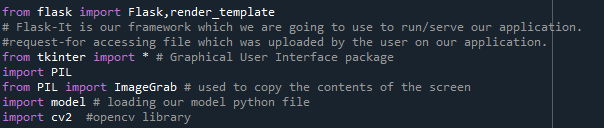 from flask import Flask,render_template
# Flask-It is our framework which we are going to use to run/serve our application.
#request-for accessing file which was uploaded by the user on our application.
from tkinter import * # Graphical User Interface package
import PIL
from PIL import ImageGrab # used to copy the contents of the screen
import model # loading our model python file
import cv2  #opencv library